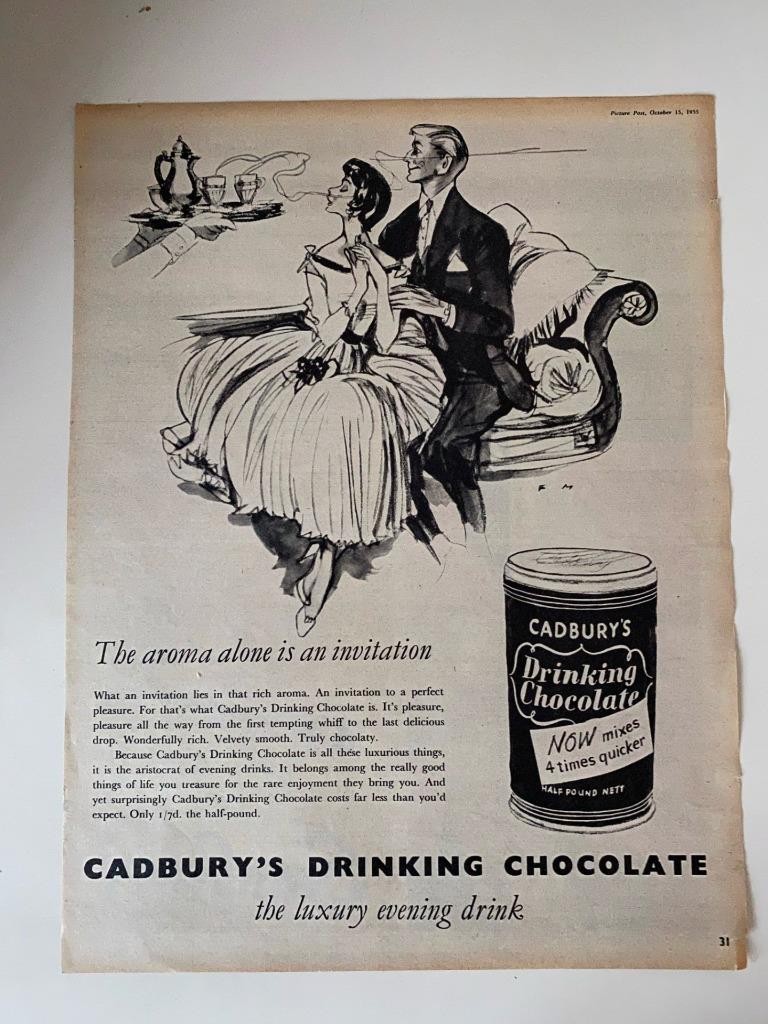 Picture Post, October 15, 1955
F M
The aroma alone is an invitation
What an invitation lies in that rich aroma. An invitation to a perfect
pleasure. For that's what Cadbury's Drinking Chocolate is. It's pleasure,
pleasure all the way from the first tempting whiff to the last delicious
drop. Wonderfully rich. Velvety smooth. Truly chocolaty.
Because Cadbury's Drinking Chocolate is all these luxurious things,
it is the aristocrat of evening drinks. It belongs among the really good
things of life you treasure for the rare enjoyment they bring you. And
yet surprisingly Cadbury's Drinking Chocolate costs far less than you'd
expect. Only 1/7d. the half-pound.
CADBURY'S
Drinking
Chocolate
NOW mixes
4 times quicker
HALF POUND NETT
CADBURY'S DRINKING CHOCOLATE
the luxury evening drink
31